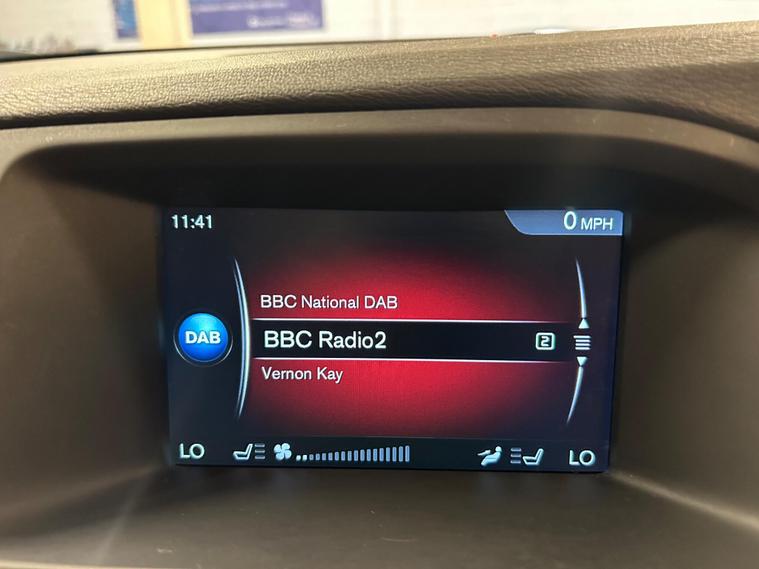 11:41
0 MPH
BBC National DAB
DAB
BBC Radio2
2
Vernon Kay
LO
LO